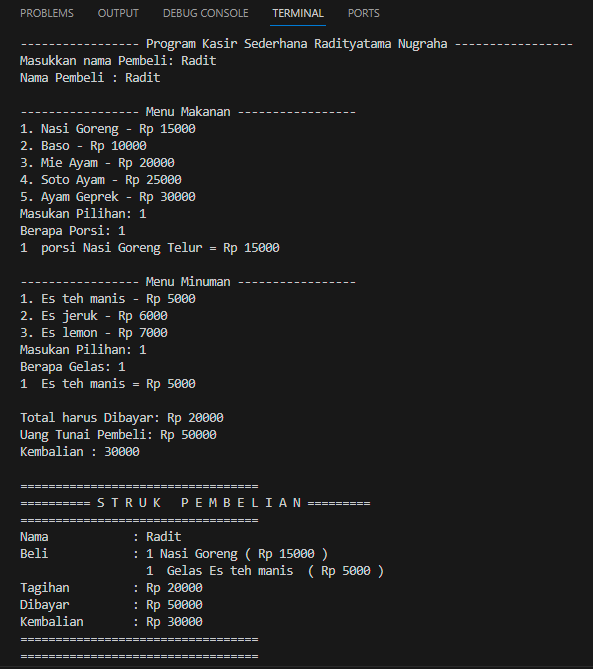 PROBLEMS OUTPUT DEBUG CONSOLE TERMINAL PORTS
----------------- Program Kasir Sederhana Radityatama Nugraha -----------------
Masukkan nama Pembeli: Radit
Nama Pembeli : Radit
----------------- Menu Makanan -----------------
1. Nasi Goreng - Rp 15000
2. Baso - Rp 10000
3. Mie Ayam - Rp 20000
4. Soto Ayam - Rp 25000
5. Ayam Geprek - Rp 30000
Masukan Pilihan: 1
Berapa Porsi: 1
1  porsi Nasi Goreng Telur = Rp 15000
----------------- Menu Minuman -----------------
1. Es teh manis - Rp 5000
2. Es jeruk - Rp 6000
3. Es lemon - Rp 7000
Masukan Pilihan: 1
Berapa Gelas: 1
1  Es teh manis = Rp 5000
Total harus Dibayar: Rp 20000
Uang Tunai Pembeli: Rp 50000
Kembalian : 30000
==================================
========== S T R U K   P E M B E L I A N =========
==================================
Nama            : Radit
Beli            : 1 Nasi Goreng ( Rp 15000 )
                  1  Gelas Es teh manis  ( Rp 5000 )
Tagihan         : Rp 20000
Dibayar         : Rp 50000
Kembalian       : Rp 30000
==================================
==================================